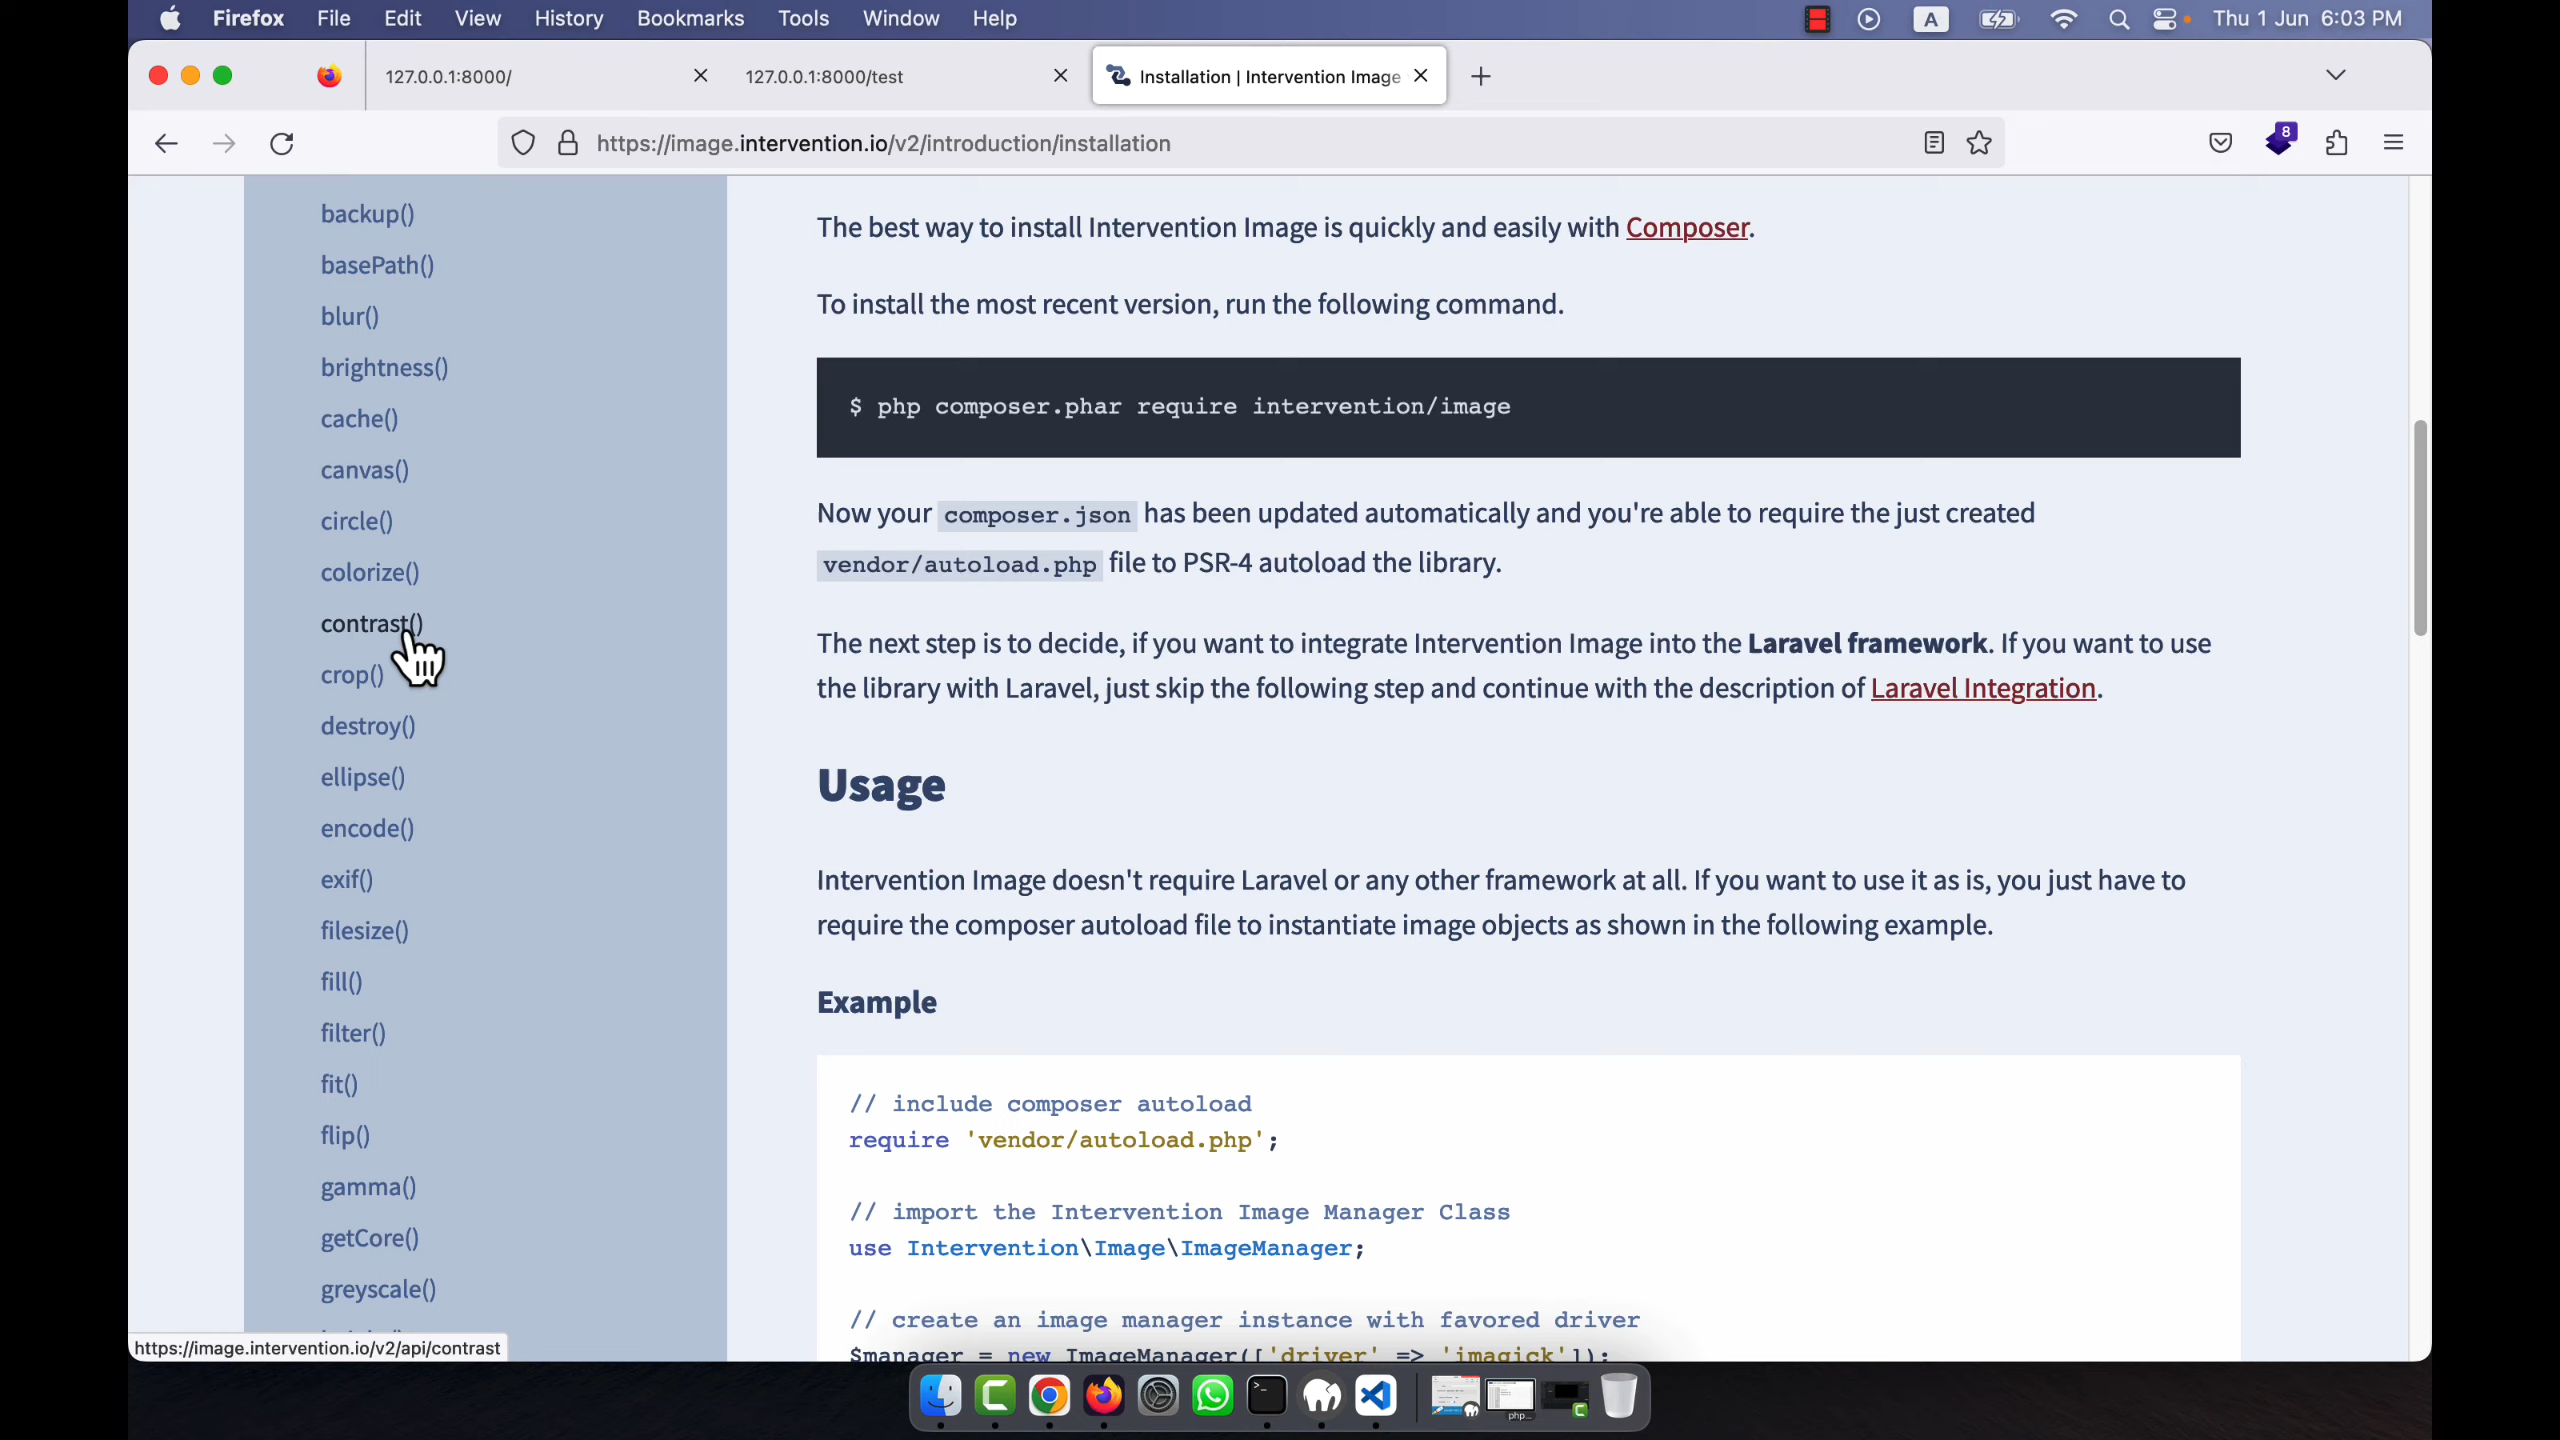 Firefox File Edit View History Bookmarks Tools Window Help A Thu 1 Jun 6:03 PM
127.0.0.1:8000/ 127.0.0.1:8000/test Installation | Intervention Image
https://image.intervention.io/v2/introduction/installation 8
backup()
basePath()
blur()
brightness()
cache()
canvas()
circle()
colorize()
contrast()
crop()
destroy()
ellipse()
encode()
exif()
filesize()
fill()
filter()
fit()
flip()
gamma()
getCore()
greyscale()
https://image.intervention.io/v2/api/contrast
The best way to install Intervention Image is quickly and easily with Composer.
To install the most recent version, run the following command.
$ php composer.phar require intervention/image
Now your composer.json has been updated automatically and you're able to require the just created
vendor/autoload.php file to PSR-4 autoload the library.
The next step is to decide, if you want to integrate Intervention Image into the Laravel framework. If you want to use
the library with Laravel, just skip the following step and continue with the description of Laravel Integration.
Usage
Intervention Image doesn't require Laravel or any other framework at all. If you want to use it as is, you just have to
require the composer autoload file to instantiate image objects as shown in the following example.
Example
// include composer autoload
require 'vendor/autoload.php';
// import the Intervention Image Manager Class
use Intervention\Image\ImageManager;
// create an image manager instance with favored driver
$manager = new ImageManager(['driver' => 'imagick']);
php...